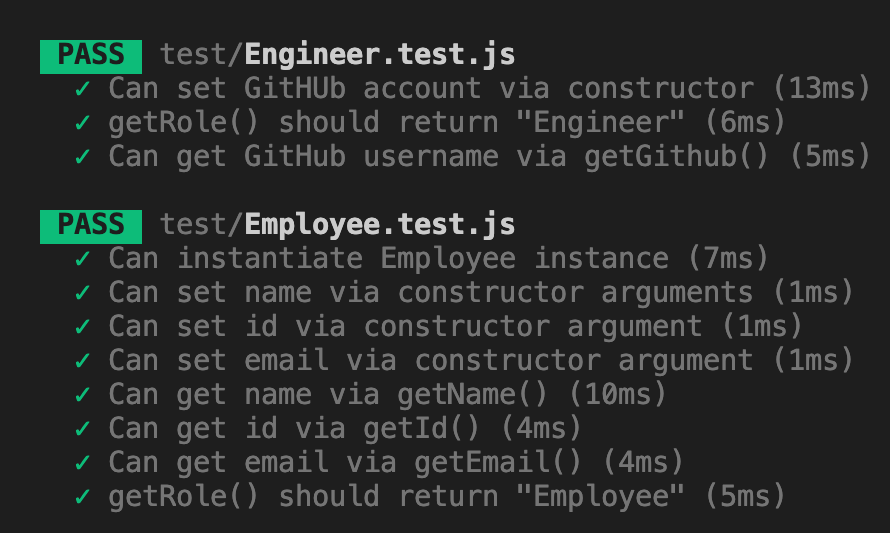 PASS test/Engineer.test.js
✓ Can set GitHUb account via constructor (13ms)
✓ getRole() should return "Engineer" (6ms)
✓ Can get GitHub username via getGithub() (5ms)
PASS test/Employee.test.js
✓ Can instantiate Employee instance (7ms)
✓ Can set name via constructor arguments (1ms)
✓ Can set id via constructor argument (1ms)
✓ Can set email via constructor argument (1ms)
✓ Can get name via getName() (10ms)
✓ Can get id via getId() (4ms)
✓ Can get email via getEmail() (4ms)
✓ getRole() should return "Employee" (5ms)